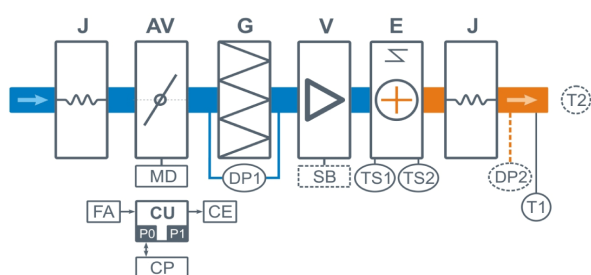 J AV G V E J
T2
MD DP1 SB TS1 TS2 DP2
T1
FA CU CE
P0 P1
CP